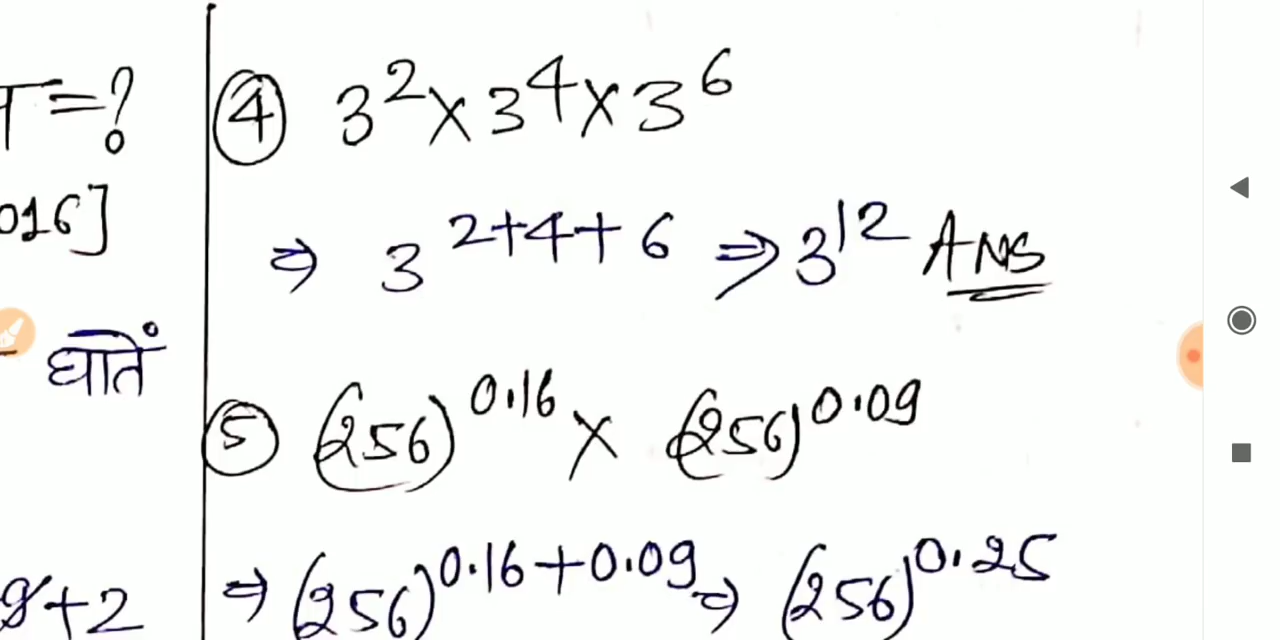 = ?
016]
घातें
9+2
④ 3² × 3⁴ × 3⁶
⇒ 3²⁺⁴⁺⁶ ⇒ 3¹² ANS
⑤ (256)^0.16 × (256)^0.09
⇒ (256)^0.16+0.09 ⇒ (256)^0.25